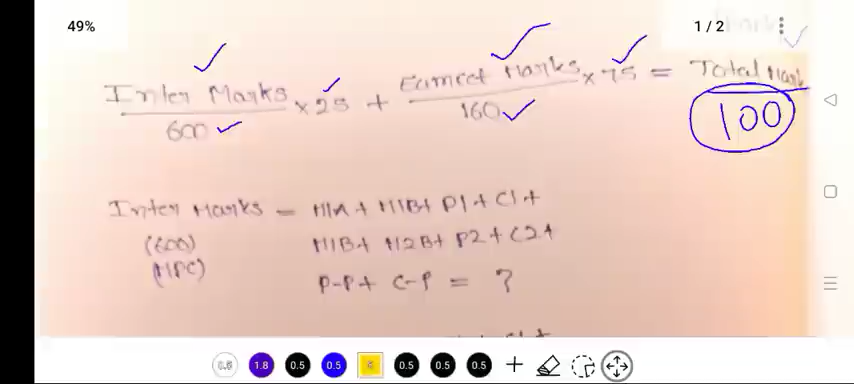 49%
1 / 2
Inter Marks / 600 × 25 + Eamcet Marks / 160 × 75 = Total Mark
100
Inter Marks = M1A + M1B+ P1 + C1 +
(600) M1B+ M2B+ P2 + C2 +
(MPC) P-P + C-P = ?
0.5 1.8 0.5 0.5 0.5 0.5 0.5